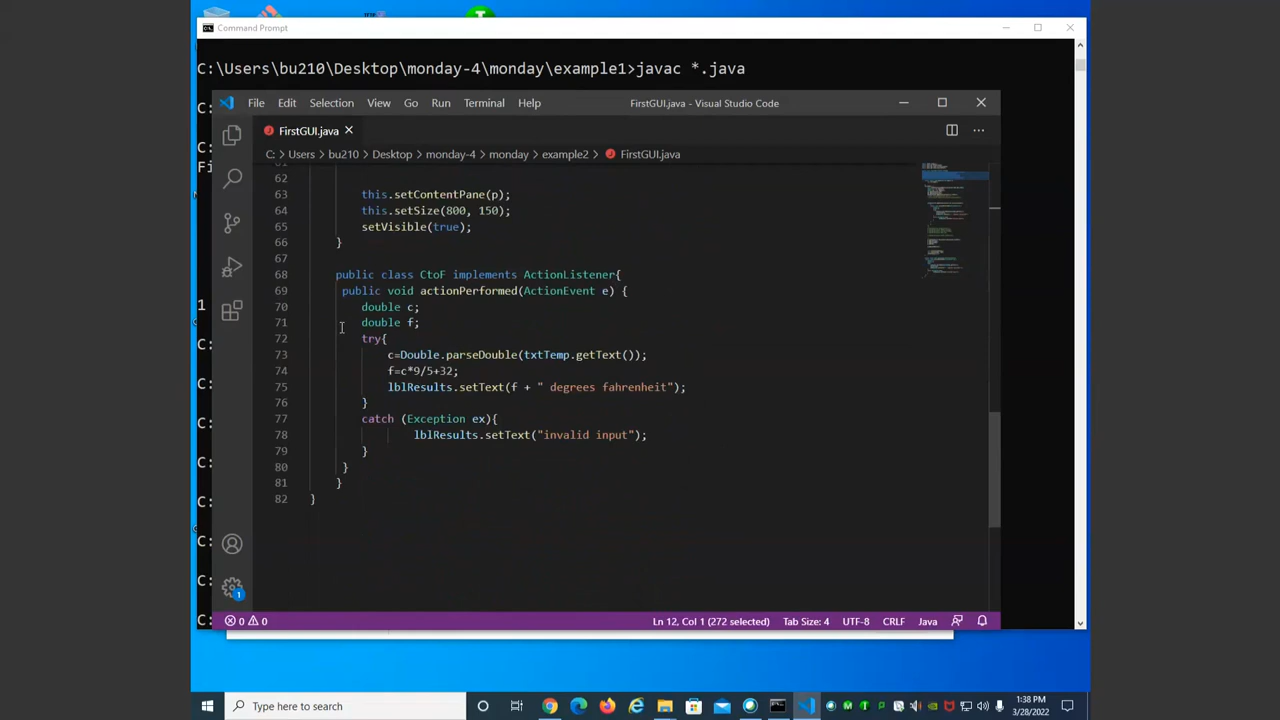 Command Prompt
C:\Users\bu210\Desktop\monday-4\monday\example1>javac *.java
File Edit Selection View Go Run Terminal Help
FirstGUI.java - Visual Studio Code
FirstGUI.java
C: > Users > bu210 > Desktop > monday-4 > monday > example2 > FirstGUI.java
62
63 this.setContentPane(p);
64 this.setSize(800, 150);
65 setVisible(true);
66 }
67
68 public class CtoF implements ActionListener{
69 public void actionPerformed(ActionEvent e) {
70 double c;
71 double f;
72 try{
73 c=Double.parseDouble(txtTemp.getText());
74 f=c*9/5+32;
75 lblResults.setText(f + " degrees fahrenheit");
76 }
77 catch (Exception ex){
78 lblResults.setText("invalid input");
79 }
80 }
81 }
82 }
0 0
Ln 12, Col 1 (272 selected) Tab Size: 4 UTF-8 CRLF Java
1
Type here to search
1:38 PM
3/28/2022